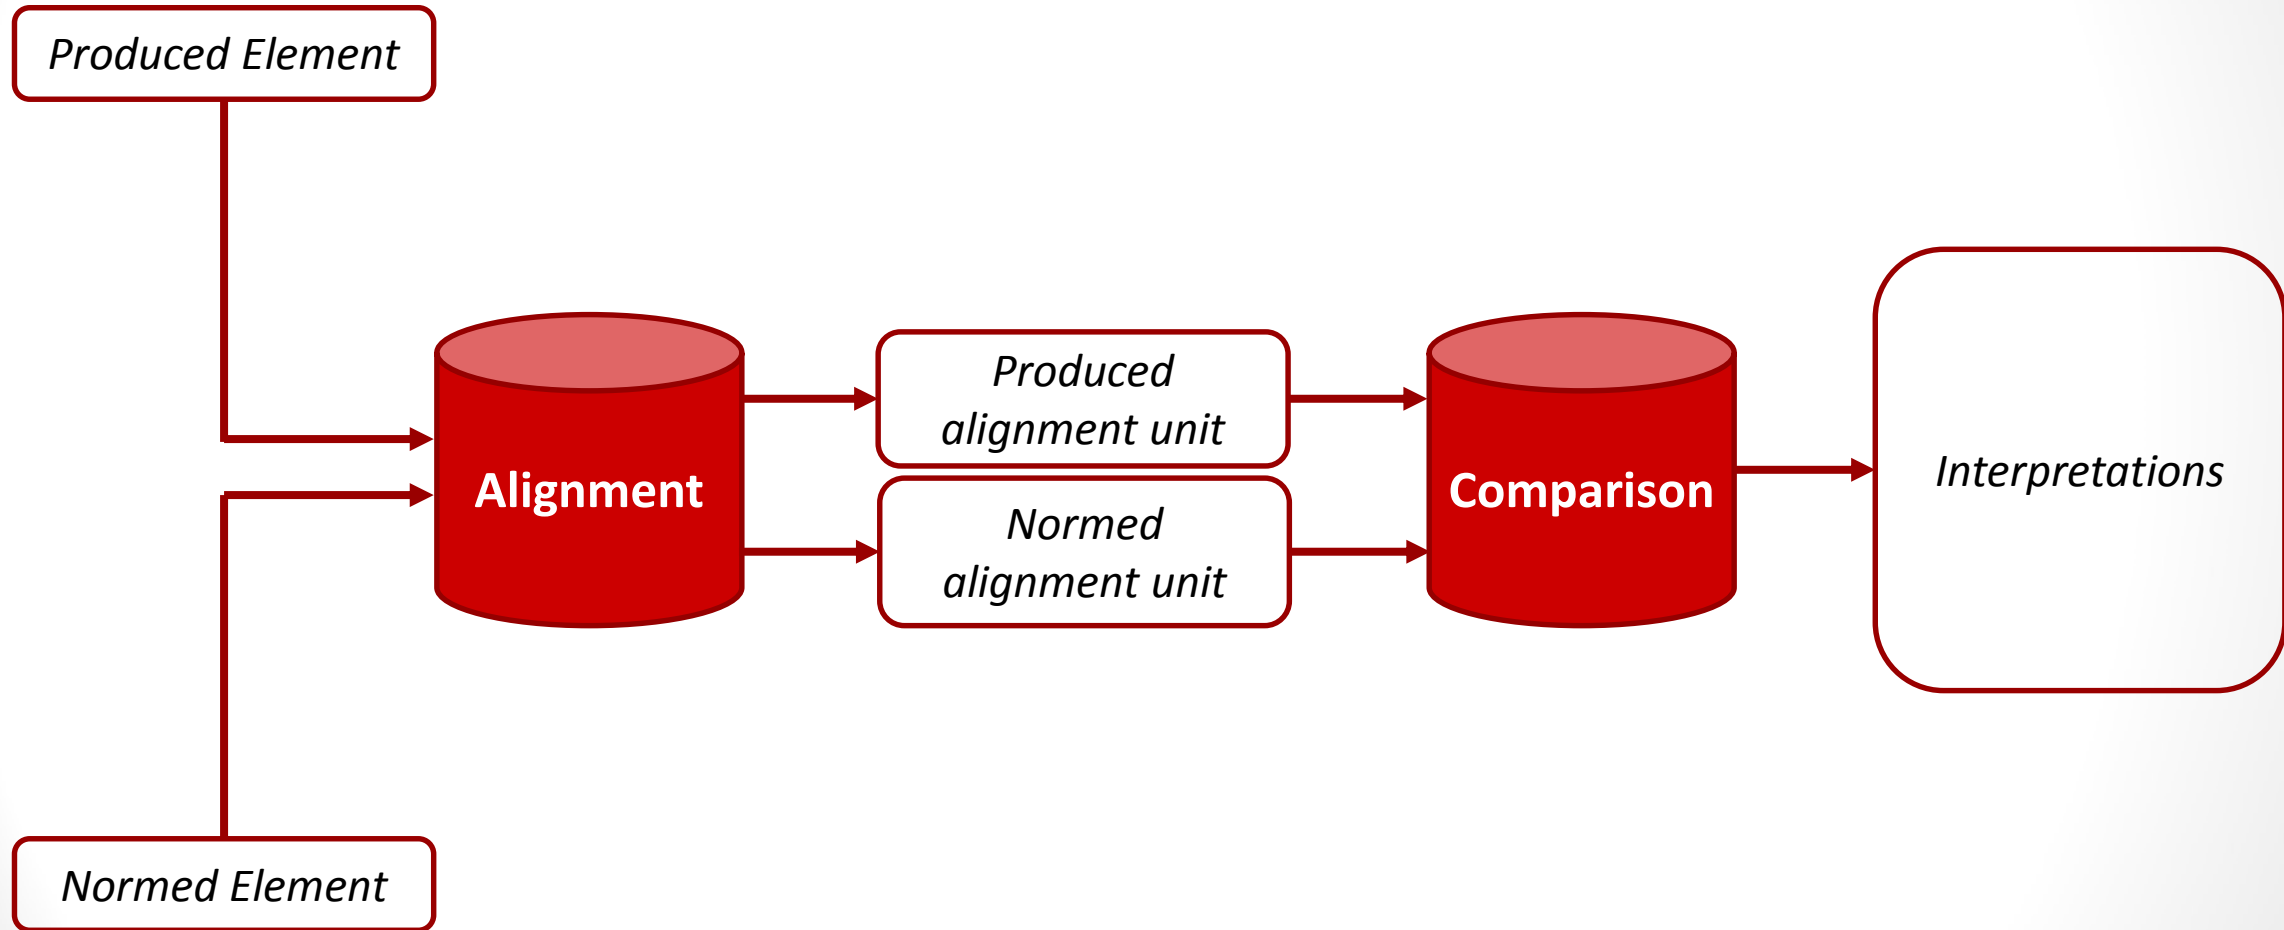 Produced Element
Alignment
Produced
alignment unit
Normed
alignment unit
Comparison
Interpretations
Normed Element